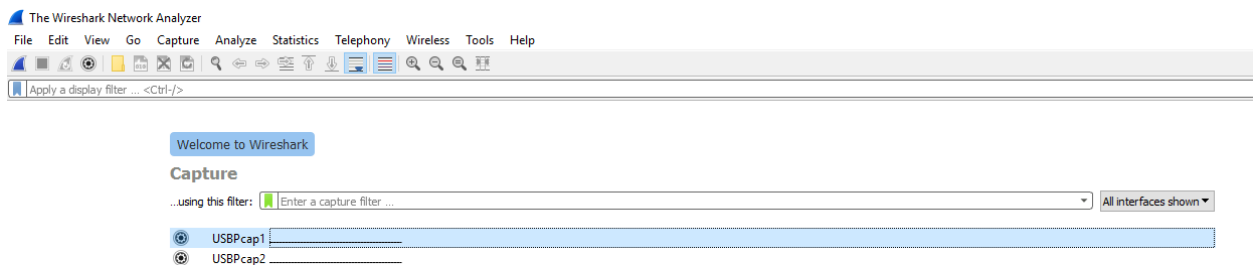 The Wireshark Network Analyzer
File Edit View Go Capture Analyze Statistics Telephony Wireless Tools Help
Apply a display filter ... <Ctrl-/>
Welcome to Wireshark
Capture
...using this filter: Enter a capture filter ... All interfaces shown
USBPcap1
USBPcap2